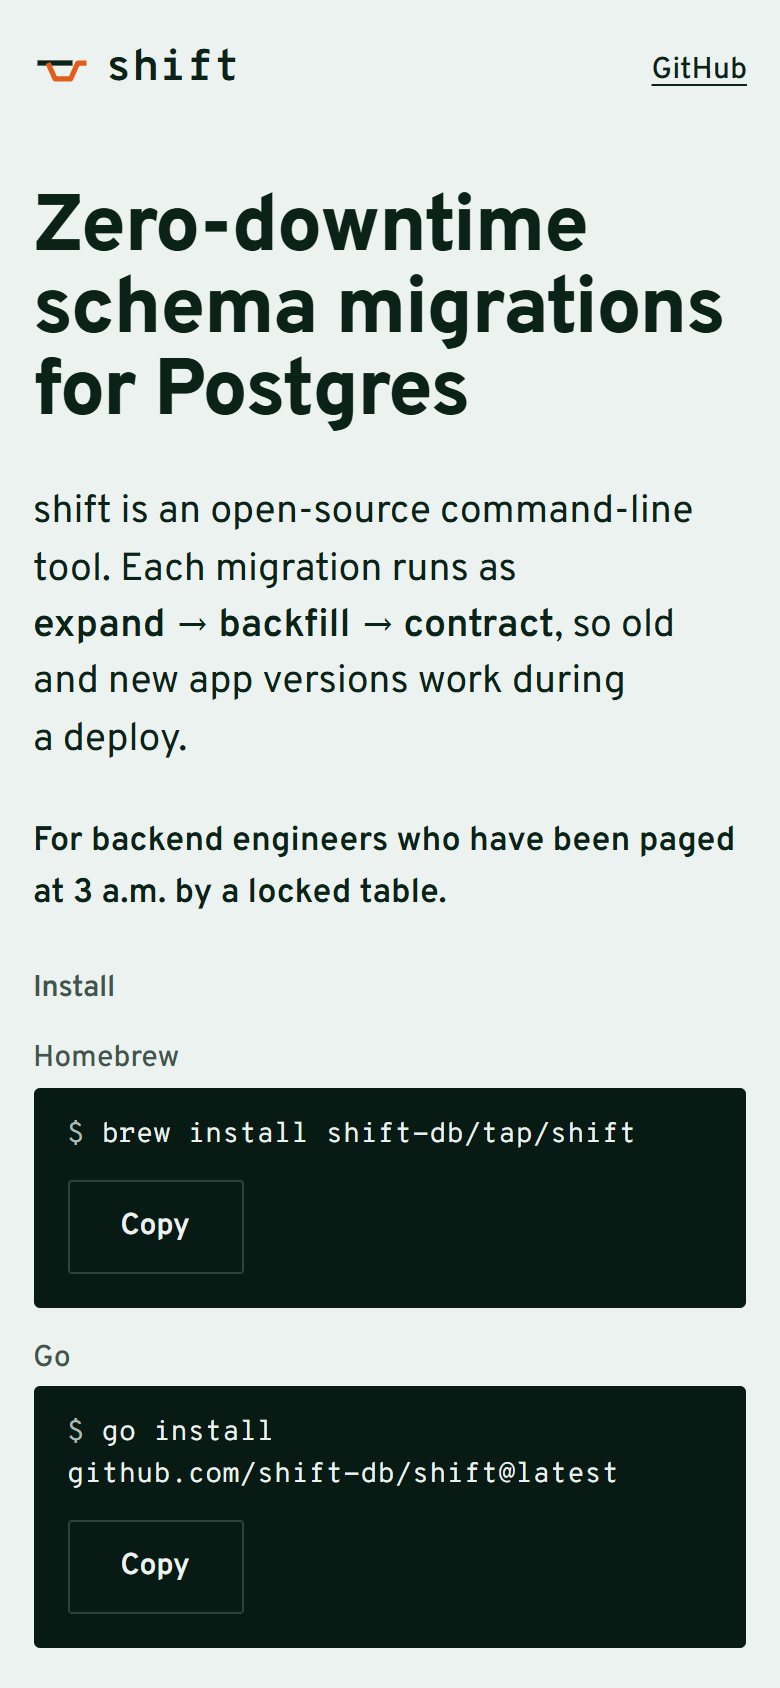 shift
GitHub
Zero-downtime
schema migrations
for Postgres
shift is an open-source command-line
tool. Each migration runs as
expand → backfill → contract, so old
and new app versions work during
a deploy.
For backend engineers who have been paged
at 3 a.m. by a locked table.
Install
Homebrew
$ brew install shift-db/tap/shift
Copy
Go
$ go install
github.com/shift-db/shift@latest
Copy